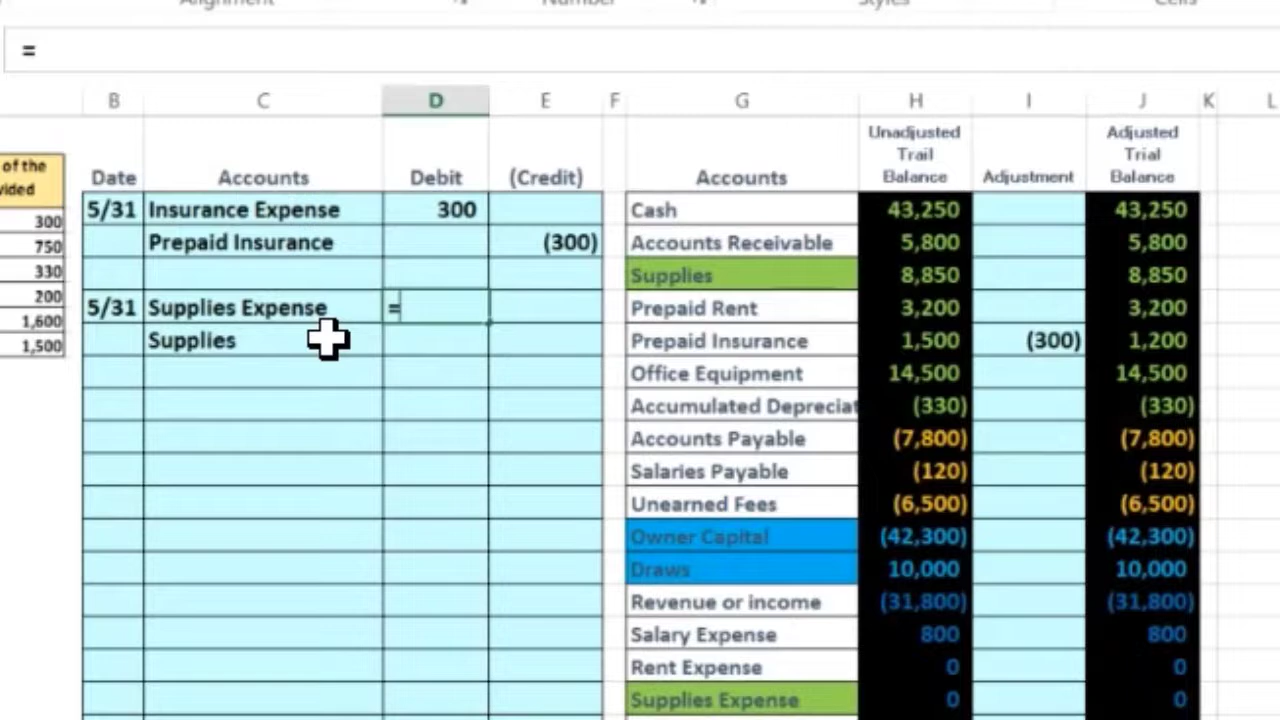 Alignment Number Styles Cells
=
B C D E F G H I J K L
of the
vided
300
750
330
200
1,600
1,500
Date Accounts Debit (Credit)
5/31 Insurance Expense 300
Prepaid Insurance (300)
5/31 Supplies Expense =
Supplies
Accounts Unadjusted Trail Balance Adjustment Adjusted Trial Balance
Cash 43,250 43,250
Accounts Receivable 5,800 5,800
Supplies 8,850 8,850
Prepaid Rent 3,200 3,200
Prepaid Insurance 1,500 (300) 1,200
Office Equipment 14,500 14,500
Accumulated Depreciat (330) (330)
Accounts Payable (7,800) (7,800)
Salaries Payable (120) (120)
Unearned Fees (6,500) (6,500)
Owner Capital (42,300) (42,300)
Draws 10,000 10,000
Revenue or income (31,800) (31,800)
Salary Expense 800 800
Rent Expense 0 0
Supplies Expense 0 0